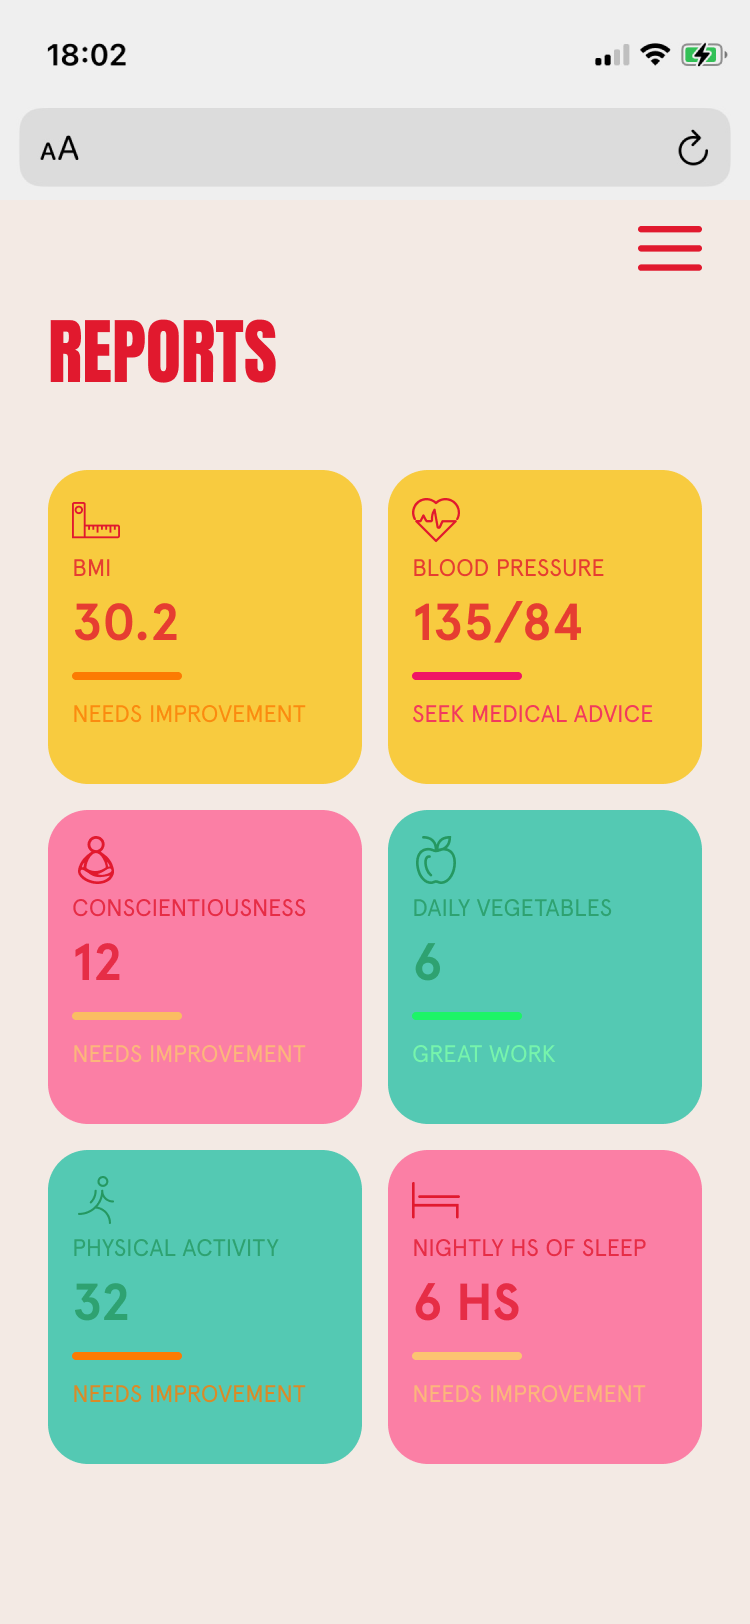 18:02
AA
REPORTS
BMI
30.2
NEEDS IMPROVEMENT
BLOOD PRESSURE
135/84
SEEK MEDICAL ADVICE
CONSCIENTIOUSNESS
12
NEEDS IMPROVEMENT
DAILY VEGETABLES
6
GREAT WORK
PHYSICAL ACTIVITY
32
NEEDS IMPROVEMENT
NIGHTLY HS OF SLEEP
6 HS
NEEDS IMPROVEMENT